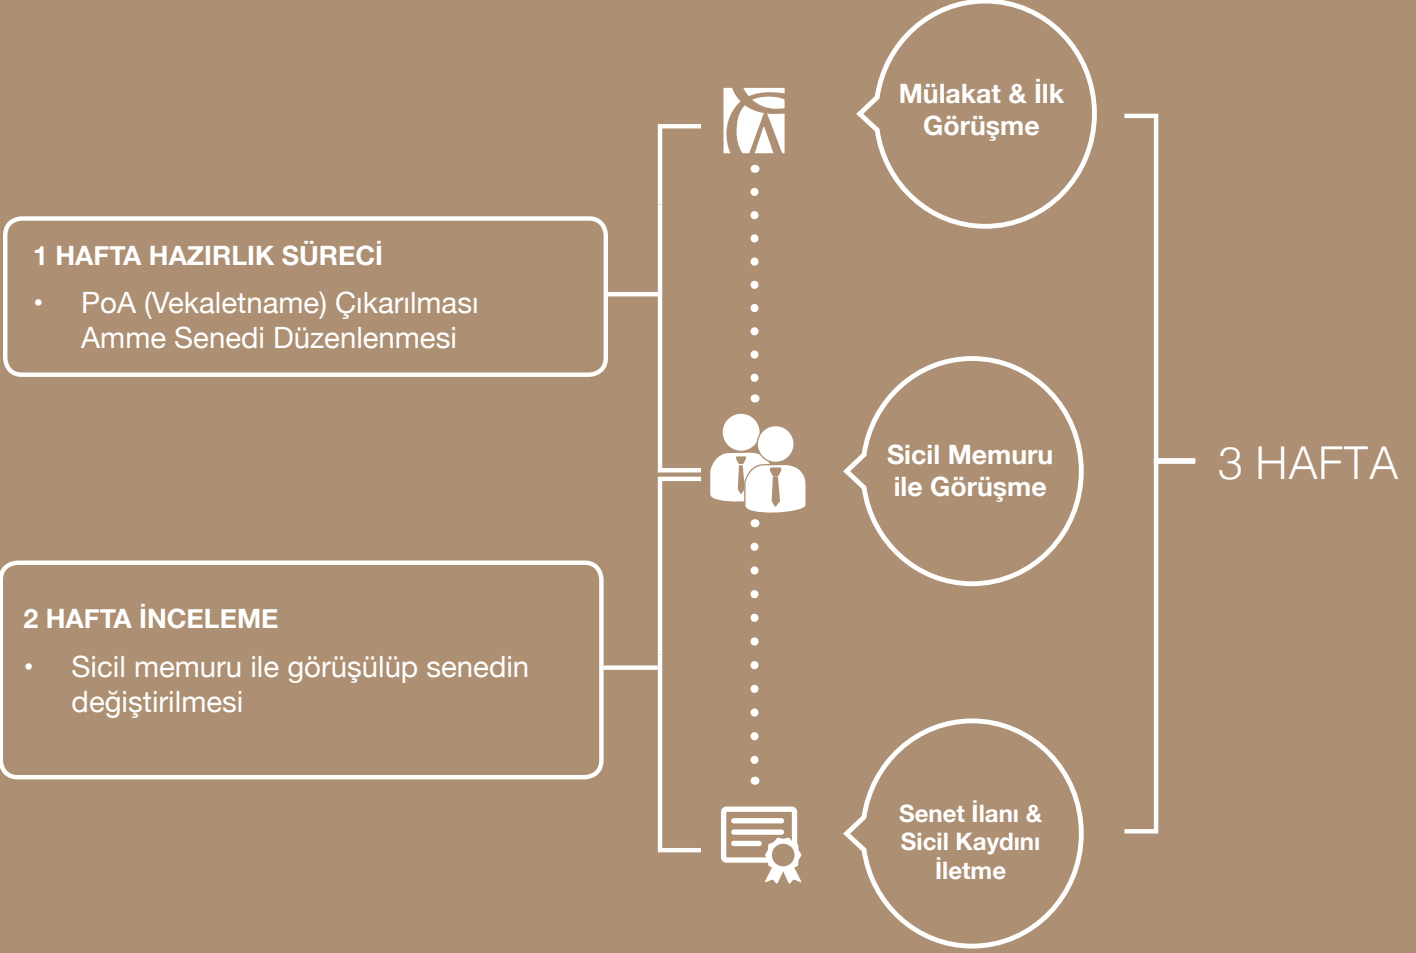 Mülakat & İlk
Görüşme
1 HAFTA HAZIRLIK SÜRECİ
• PoA (Vekaletname) Çıkarılması
Amme Senedi Düzenlenmesi
Sicil Memuru
ile Görüşme
3 HAFTA
2 HAFTA İNCELEME
• Sicil memuru ile görüşülüp senedin
değiştirilmesi
Senet İlanı &
Sicil Kaydını
İletme